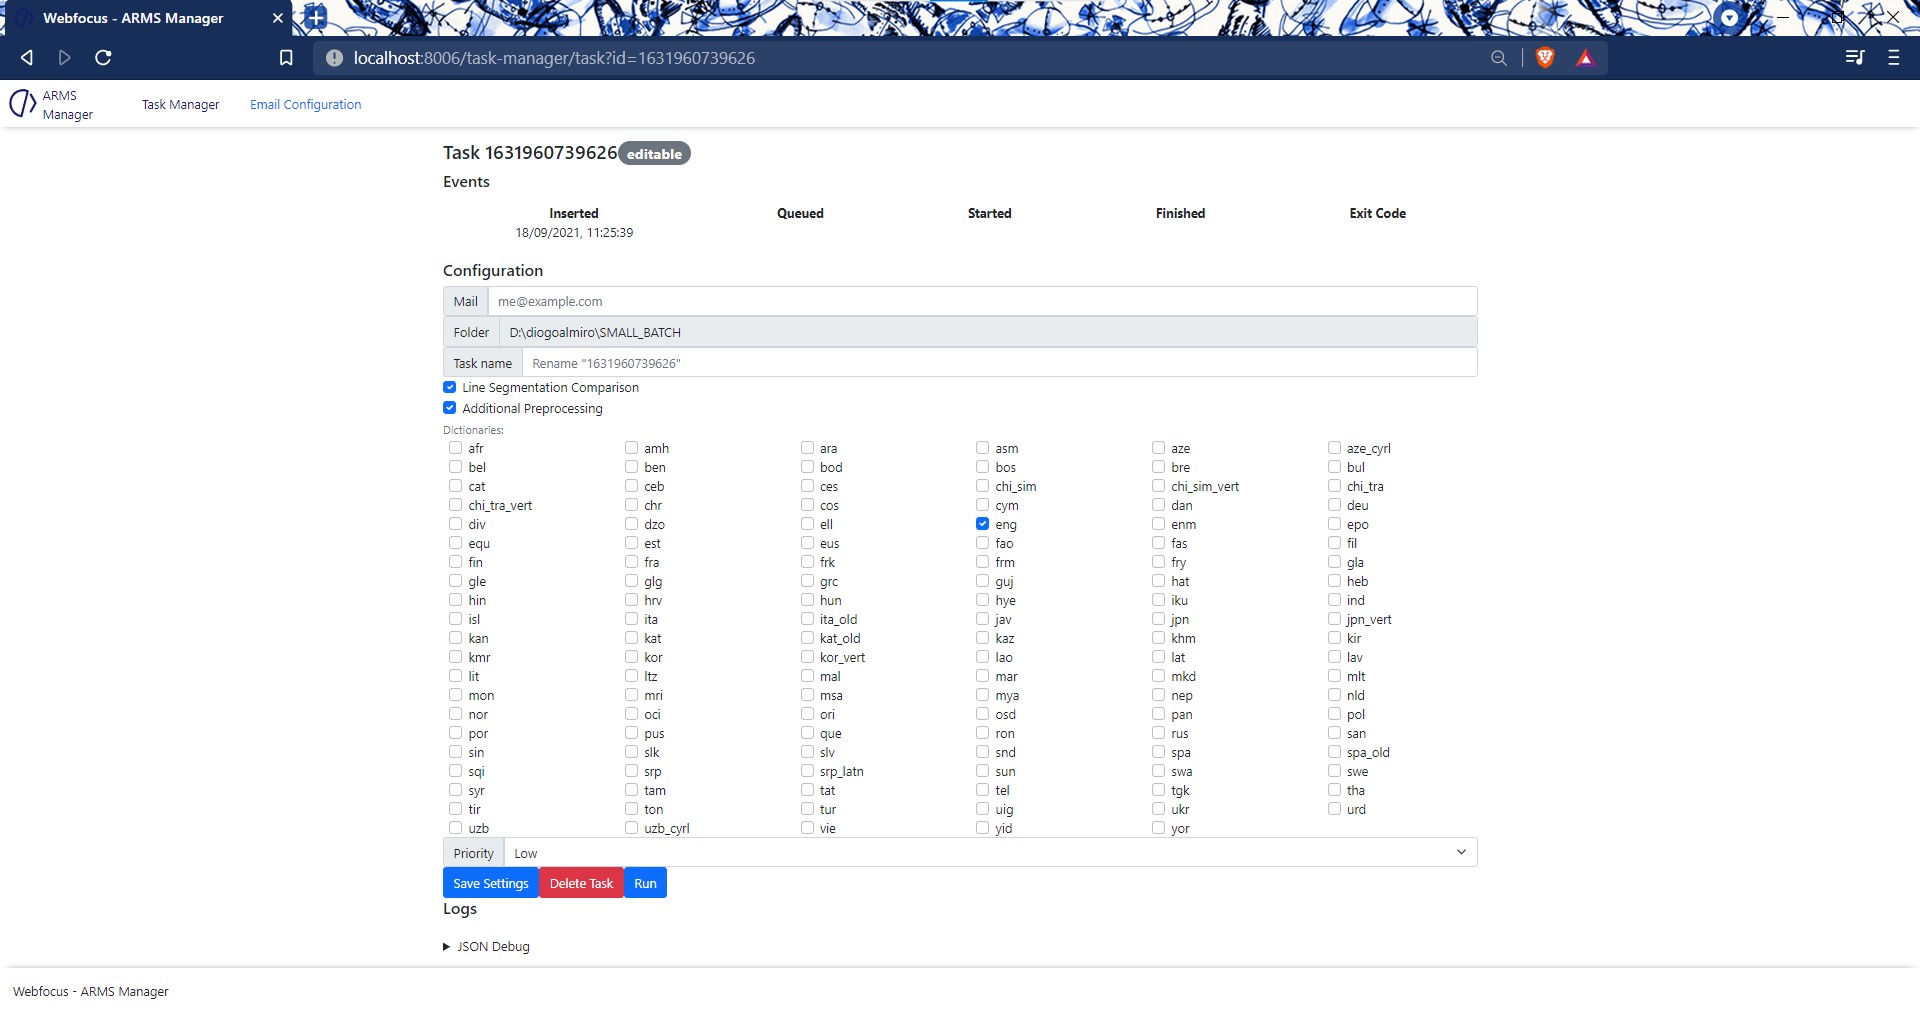 Webfocus - ARMS Manager
localhost:8006/task-manager/task?id=1631960739626
ARMS
Manager
Task Manager Email Configuration
Task 1631960739626 editable
Events
Inserted Queued Started Finished Exit Code
18/09/2021, 11:25:39
Configuration
Mail me@example.com
Folder D:\diogoalmiro\SMALL_BATCH
Task name Rename "1631960739626"
Line Segmentation Comparison
Additional Preprocessing
Dictionaries:
afr amh ara asm aze aze_cyrl
bel ben bod bos bre bul
cat ceb ces chi_sim chi_sim_vert chi_tra
chi_tra_vert chr cos cym dan deu
div dzo ell eng enm epo
equ est eus fao fas fil
fin fra frk frm fry gla
gle glg grc guj hat heb
hin hrv hun hye iku ind
isl ita ita_old jav jpn jpn_vert
kan kat kat_old kaz khm kir
kmr kor kor_vert lao lat lav
lit ltz mal mar mkd mlt
mon mri msa mya nep nld
nor oci ori osd pan pol
por pus que ron rus san
sin slk slv snd spa spa_old
sqi srp srp_latn sun swa swe
syr tam tat tel tgk tha
tir ton tur uig ukr urd
uzb uzb_cyrl vie yid yor
Priority Low
Save Settings Delete Task Run
Logs
JSON Debug
Webfocus - ARMS Manager